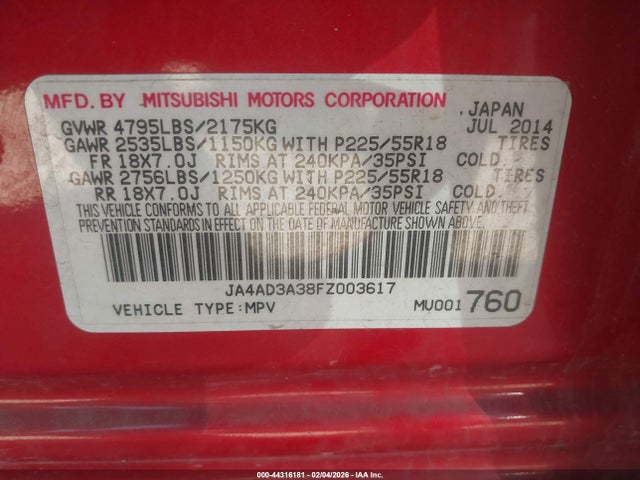 MFD. BY MITSUBISHI MOTORS CORPORATION , JAPAN
GVWR 4795LBS/2175KG JUL 2014
GAWR 2535LBS/1150KG WITH P225/55R18 TIRES
FR 18X7.0J RIMS AT 240KPA/35PSI COLD.
GAWR 2756LBS/1250KG WITH P225/55R18 TIRES
RR 18X7.0J RIMS AT 240KPA/35PSI COLD.
THIS VEHICLE CONFORMS TO ALL APPLICABLE FEDERAL MOTOR VEHICLE SAFETY AND THEFT
PREVENTION STANDARDS IN EFFECT ON THE DATE OF MANUFACTURE SHOWN ABOVE.
JA4AD3A38FZ003617
VEHICLE TYPE:MPV MU001760
000-44316181 - 02/04/2026 - IAA Inc.